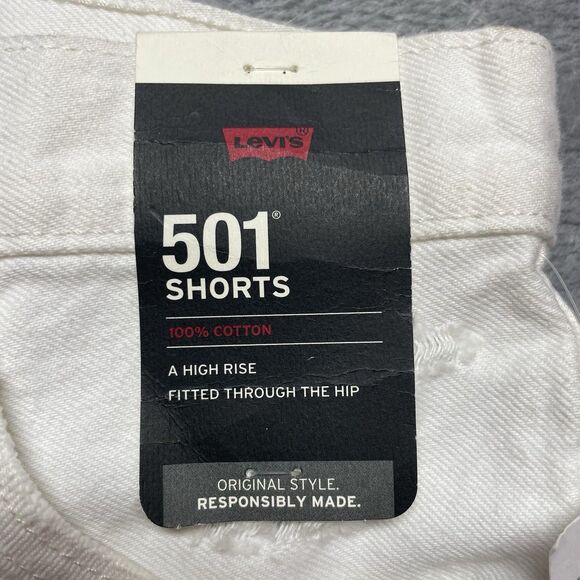 Levi's®
501®
SHORTS
100% COTTON
A HIGH RISE
FITTED THROUGH THE HIP
ORIGINAL STYLE.
RESPONSIBLY MADE.